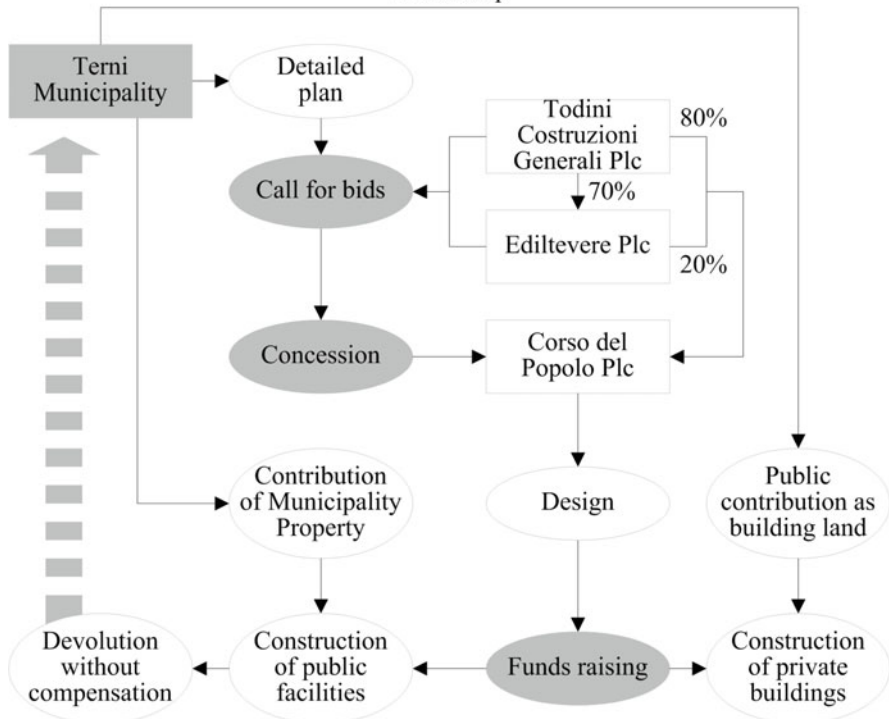 Terni
Municipality
Detailed
plan
Todini
Costruzioni
Generali Plc
80%
Call for bids
70%
Ediltevere Plc
20%
Concession
Corso del
Popolo Plc
Contribution
of Municipality
Property
Design
Public
contribution as
building land
Devolution
without
compensation
Construction
of public
facilities
Funds raising
Construction
of private
buildings